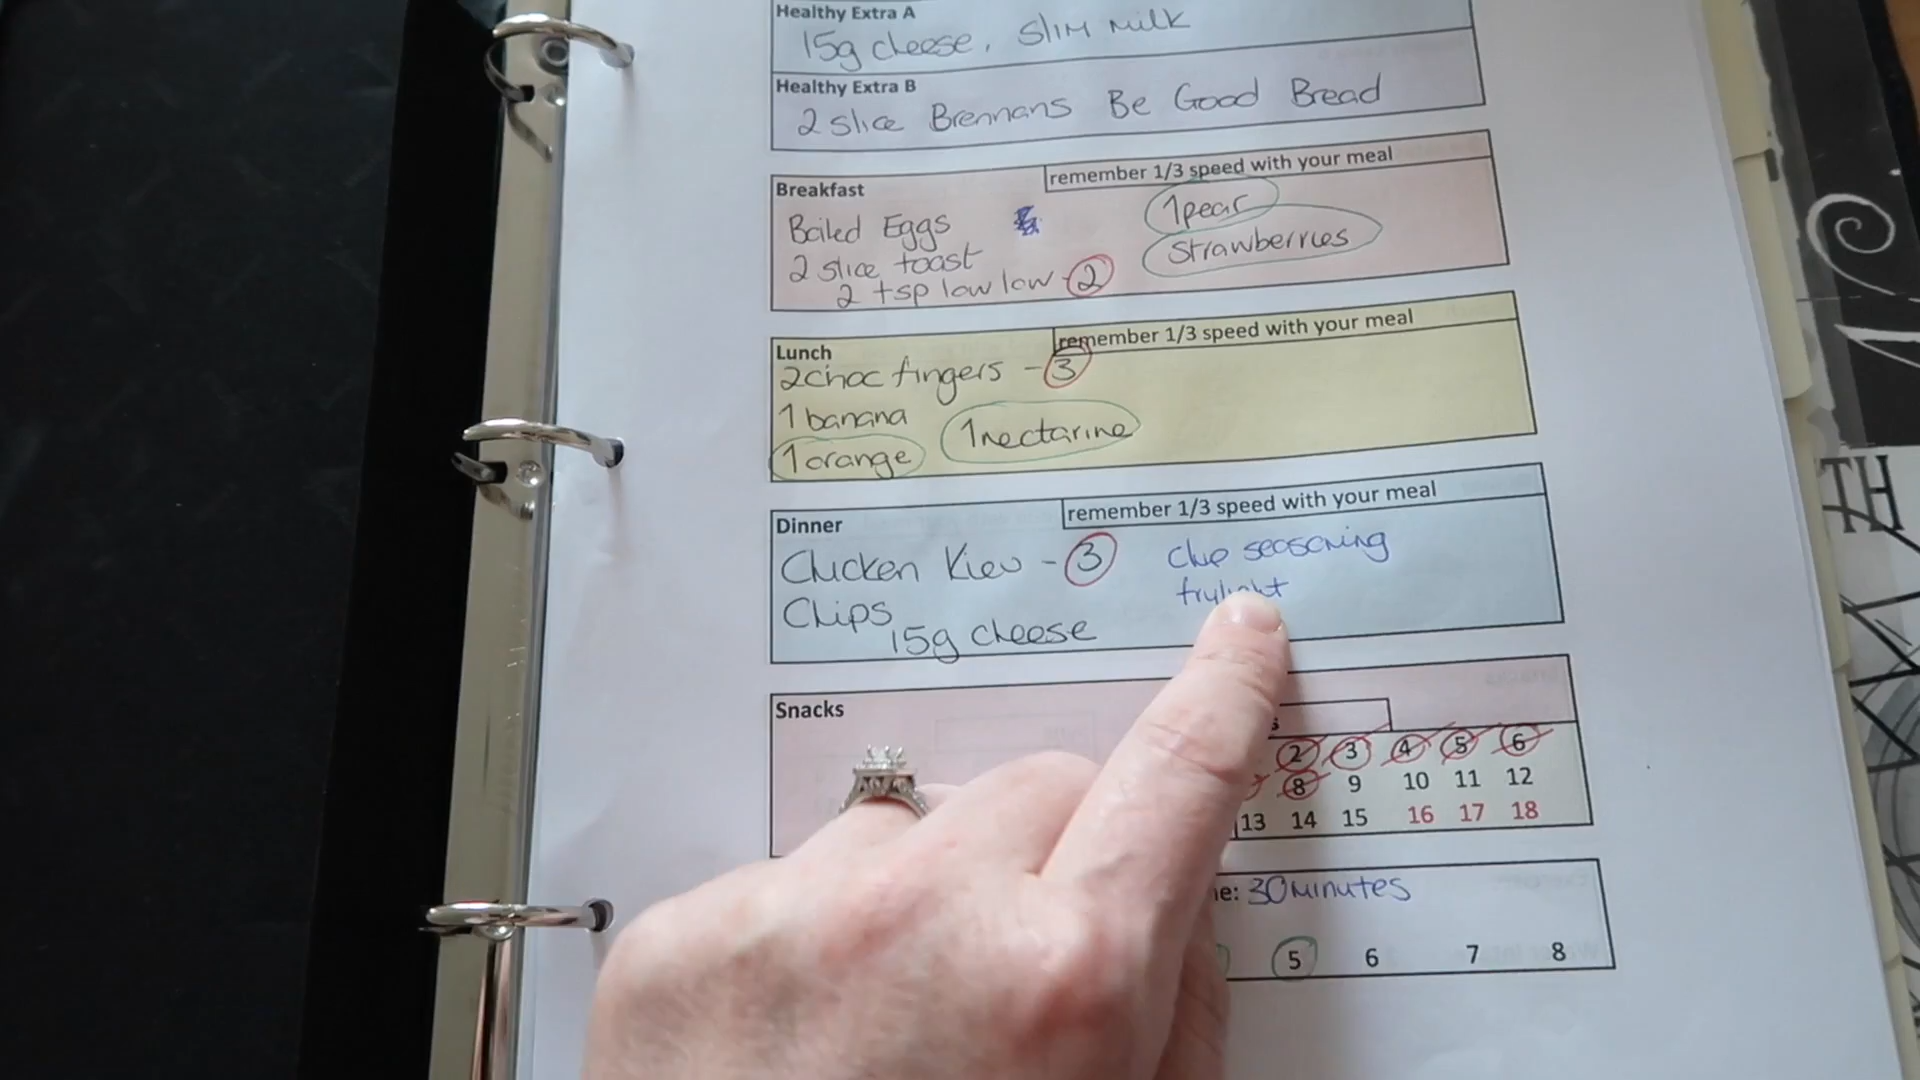 Healthy Extra A
15g cheese, slim milk
Healthy Extra B
2 slice Brennans Be Good Bread
Breakfast
remember 1/3 speed with your meal
Boiled Eggs
2 slice toast
2 tsp low low - 2
1 pear
Strawberries
Lunch
remember 1/3 speed with your meal
2 choc fingers - 3
1 banana
1 orange
1 nectarine
Dinner
remember 1/3 speed with your meal
Chicken Kiev - 3
Chips
15g cheese
Chip seasoning
frylight
Snacks
2 3 4 5 6
8 9 10 11 12
13 14 15 16 17 18
30 minutes
5 6 7 8
TH